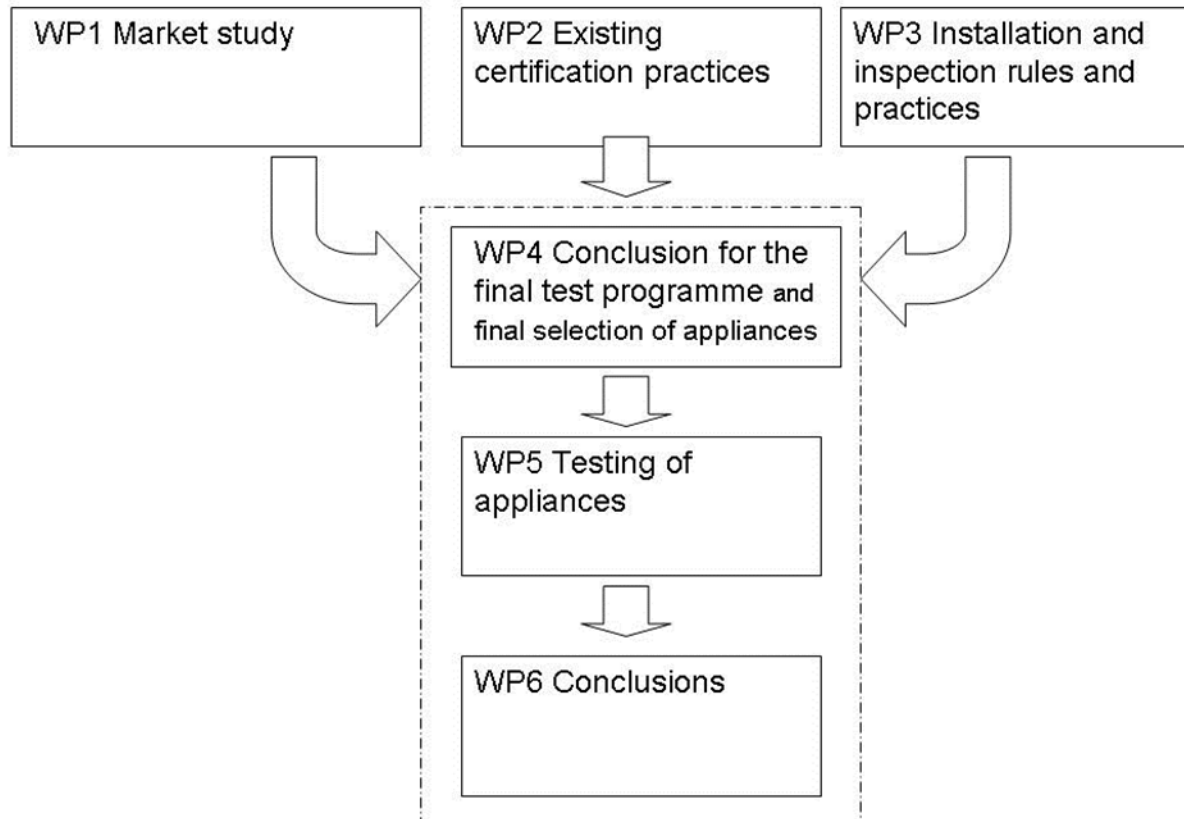 WP1 Market study
WP2 Existing
certification practices
WP3 Installation and
inspection rules and
practices
WP4 Conclusion for the
final test programme and
final selection of appliances
WP5 Testing of
appliances
WP6 Conclusions